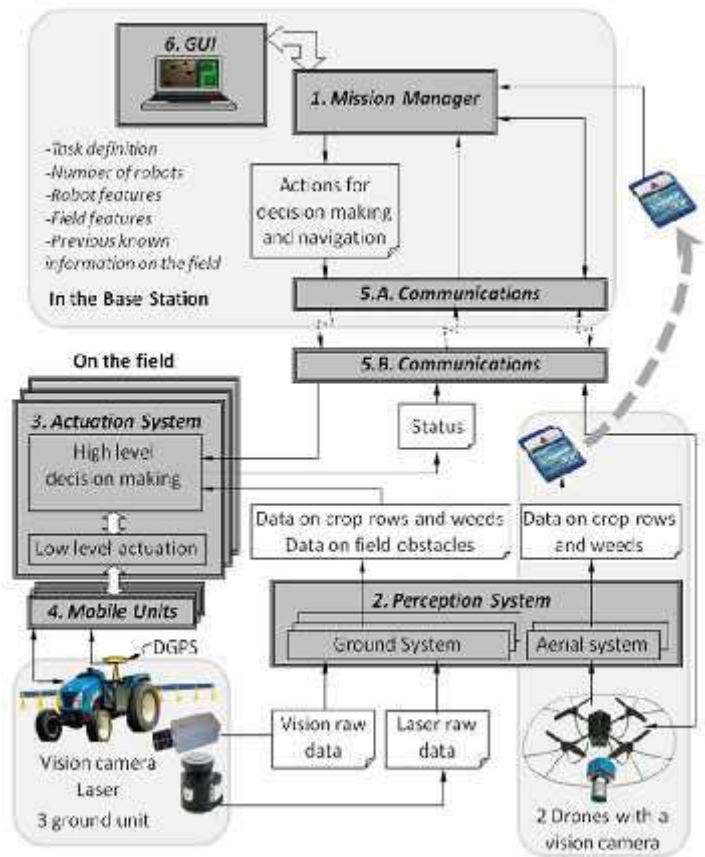 6. GUI
1. Mission Manager
-Task definition
-Number of robots
-Robot features
-Field features
-Previous known
information on the field
In the Base Station
Actions for
decision making
and navigation
5.A. Communications
5.B. Communications
On the field
3. Actuation System
High level
decision making
Low level actuation
4. Mobile Units
Status
Data on crop rows and weeds
Data on field obstacles
Data on crop rows
and weeds
2. Perception System
Ground System
Aerial system
DGPS
Vision raw
data
Laser raw
data
Vision camera
Laser
3 ground unit
2 Drones with a
vision camera